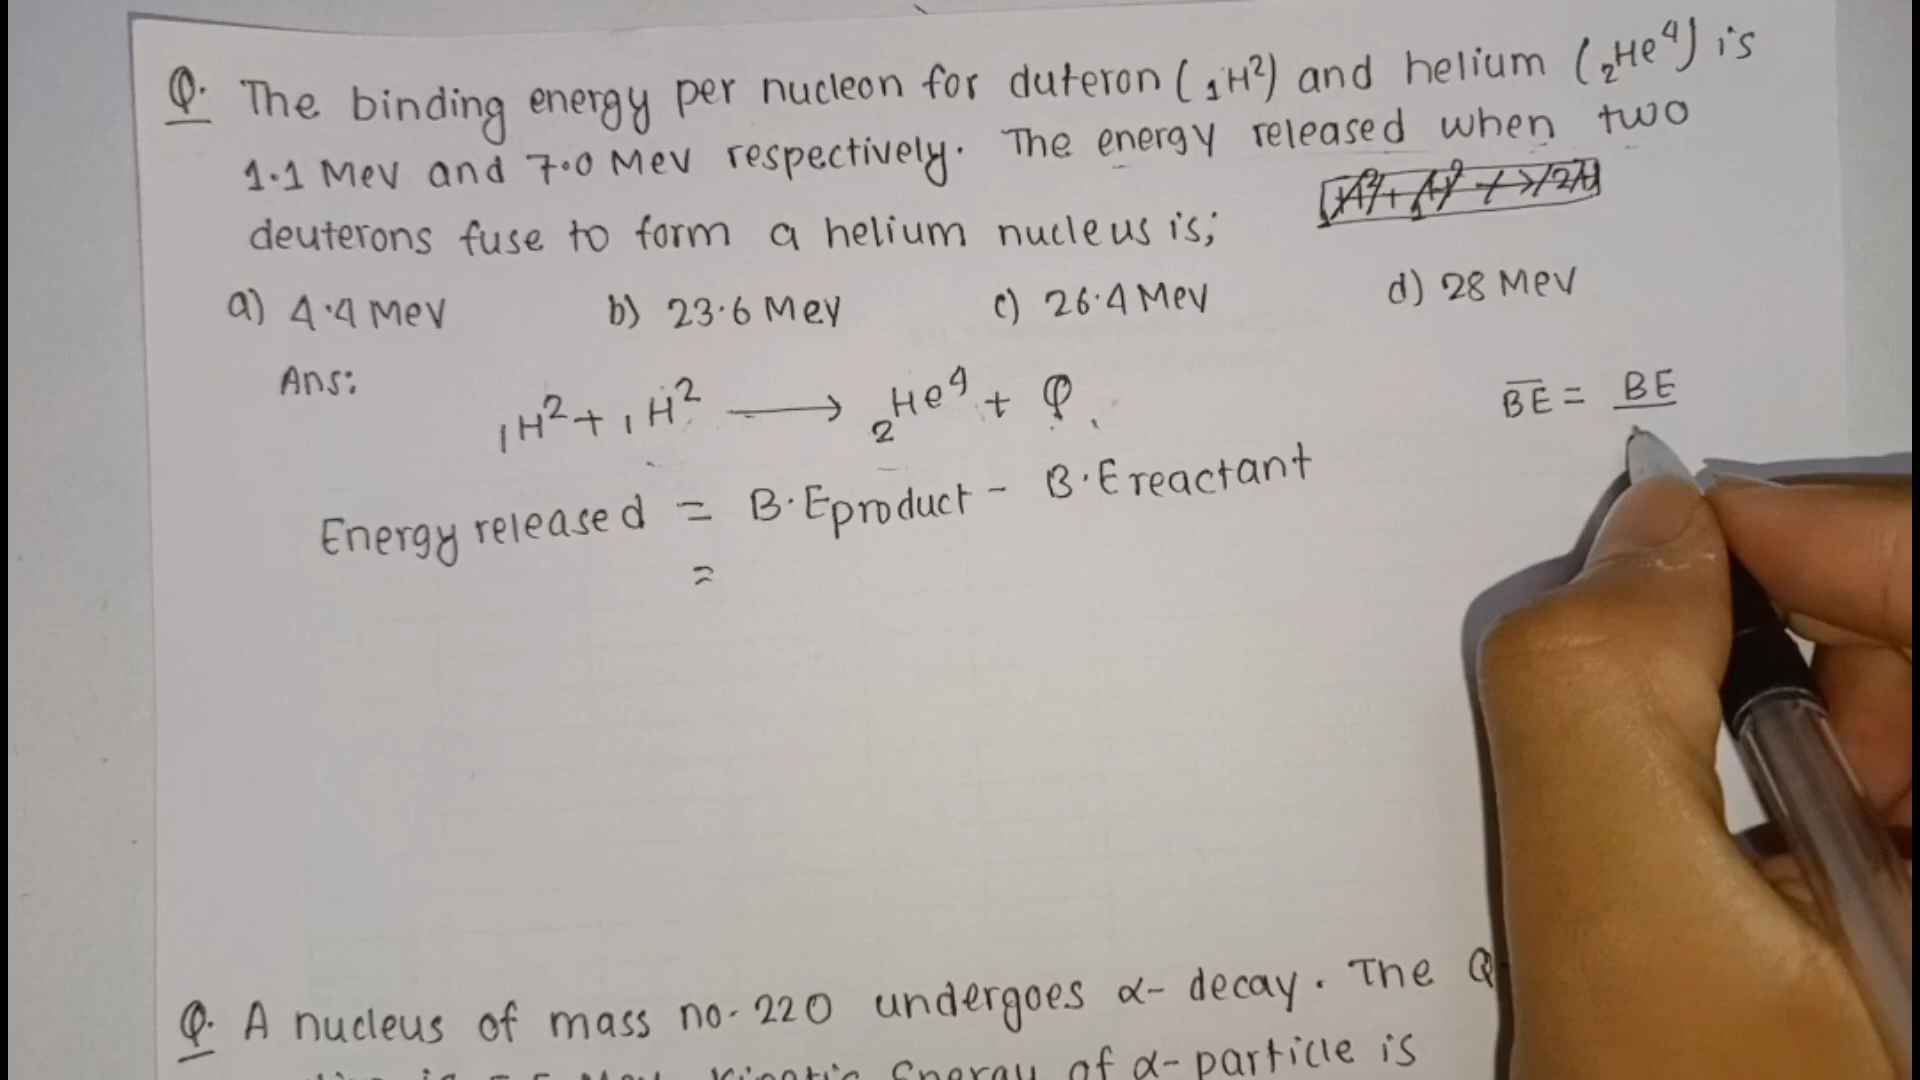 Q. The binding energy per nucleon for duteron (₁H²) and helium (₂He⁴) is
1.1 Mev and 7.0 Mev respectively. The energy released when two
deuterons fuse to form a helium nucleus is;
a) 4.4 Mev b) 23.6 Mev c) 26.4 Mev d) 28 Mev
Ans:
₁H² + ₁H² ⟶ ₂He⁴ + Q
B̅E̅ = BE
Energy released = B.Eproduct - B.Ereactant
=
Q. A nucleus of mass no. 220 undergoes α- decay. The Q
Energy of α- particle is